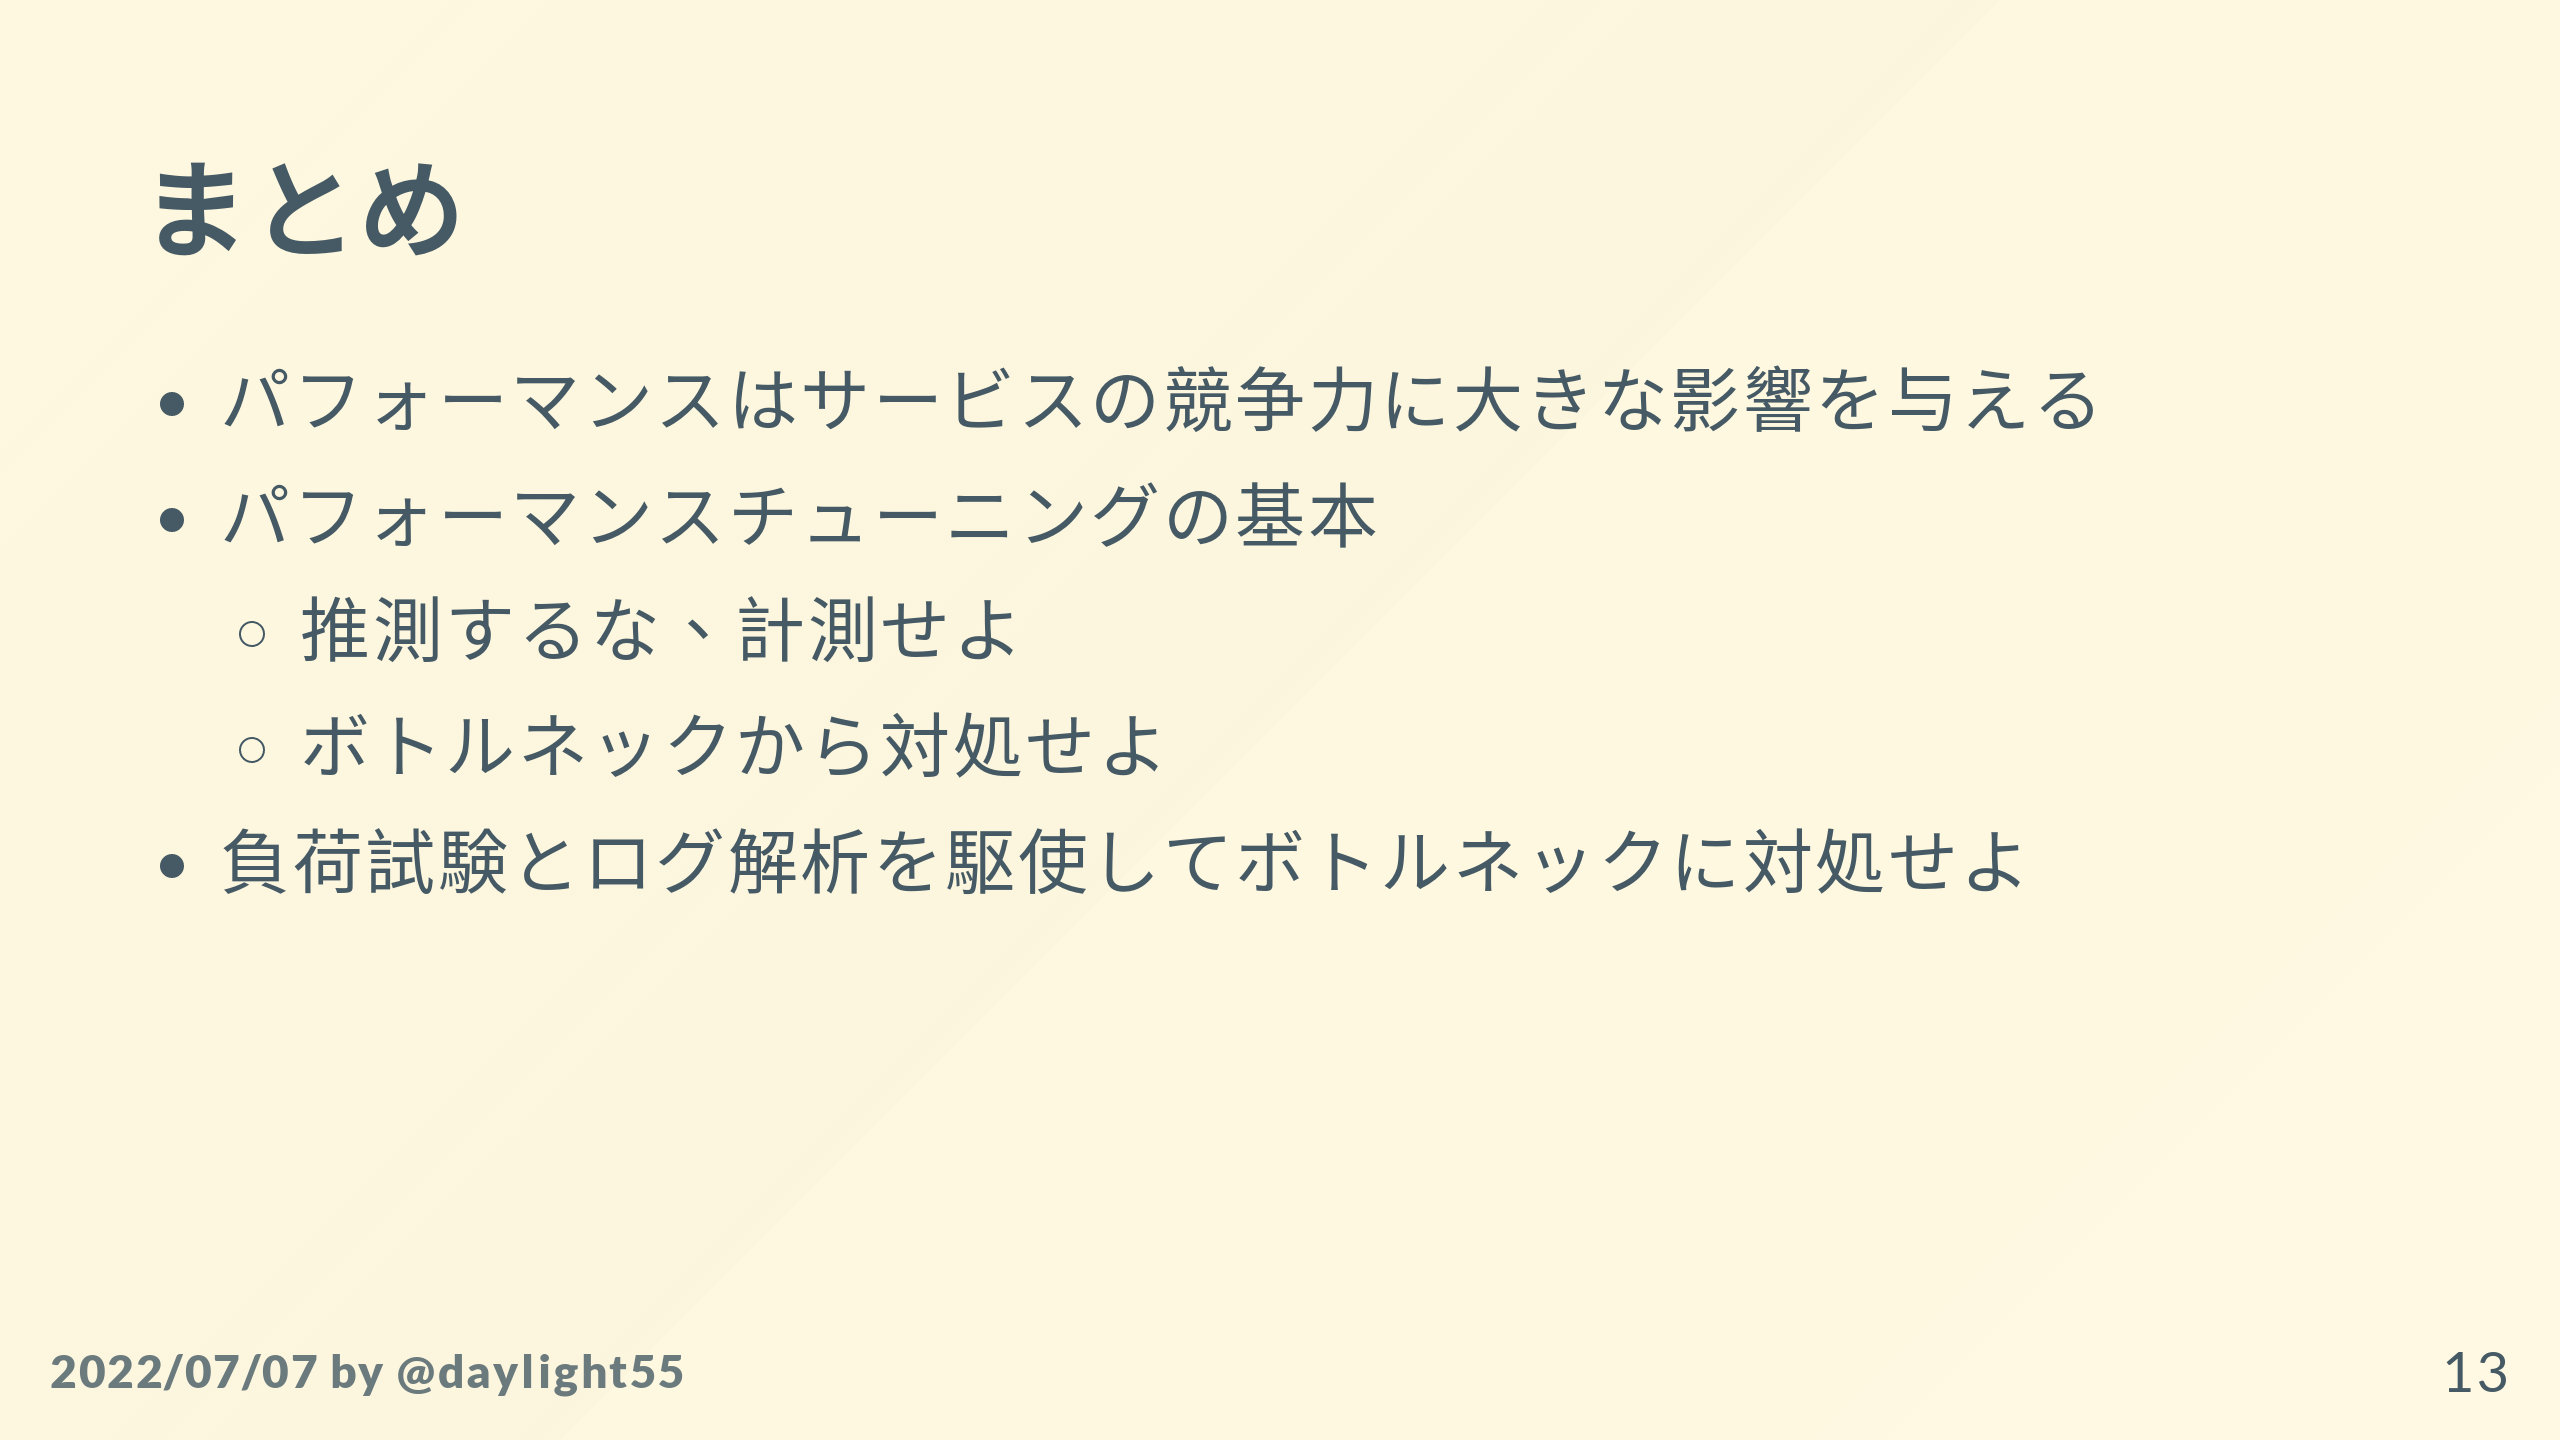 まとめ
パフォーマンスはサービスの競争力に大きな影響を与える
パフォーマンスチューニングの基本
推測するな、計測せよ
ボトルネックから対処せよ
負荷試験とログ解析を駆使してボトルネックに対処せよ
2022/07/07 by @daylight55
13